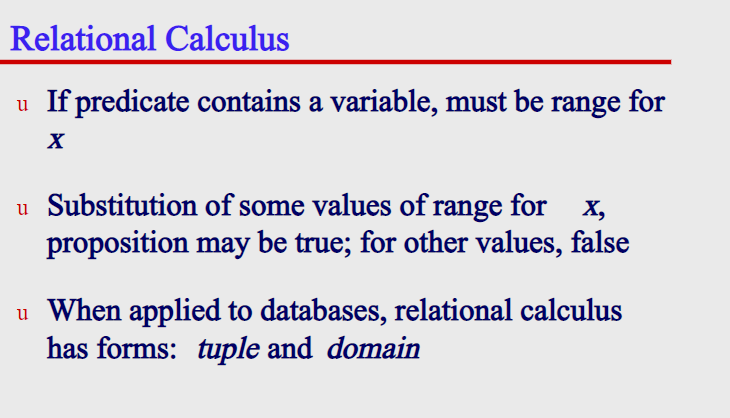 Relational Calculus
u If predicate contains a variable, must be range for
x
u Substitution of some values of range for x,
proposition may be true; for other values, false
u When applied to databases, relational calculus
has forms: tuple and domain